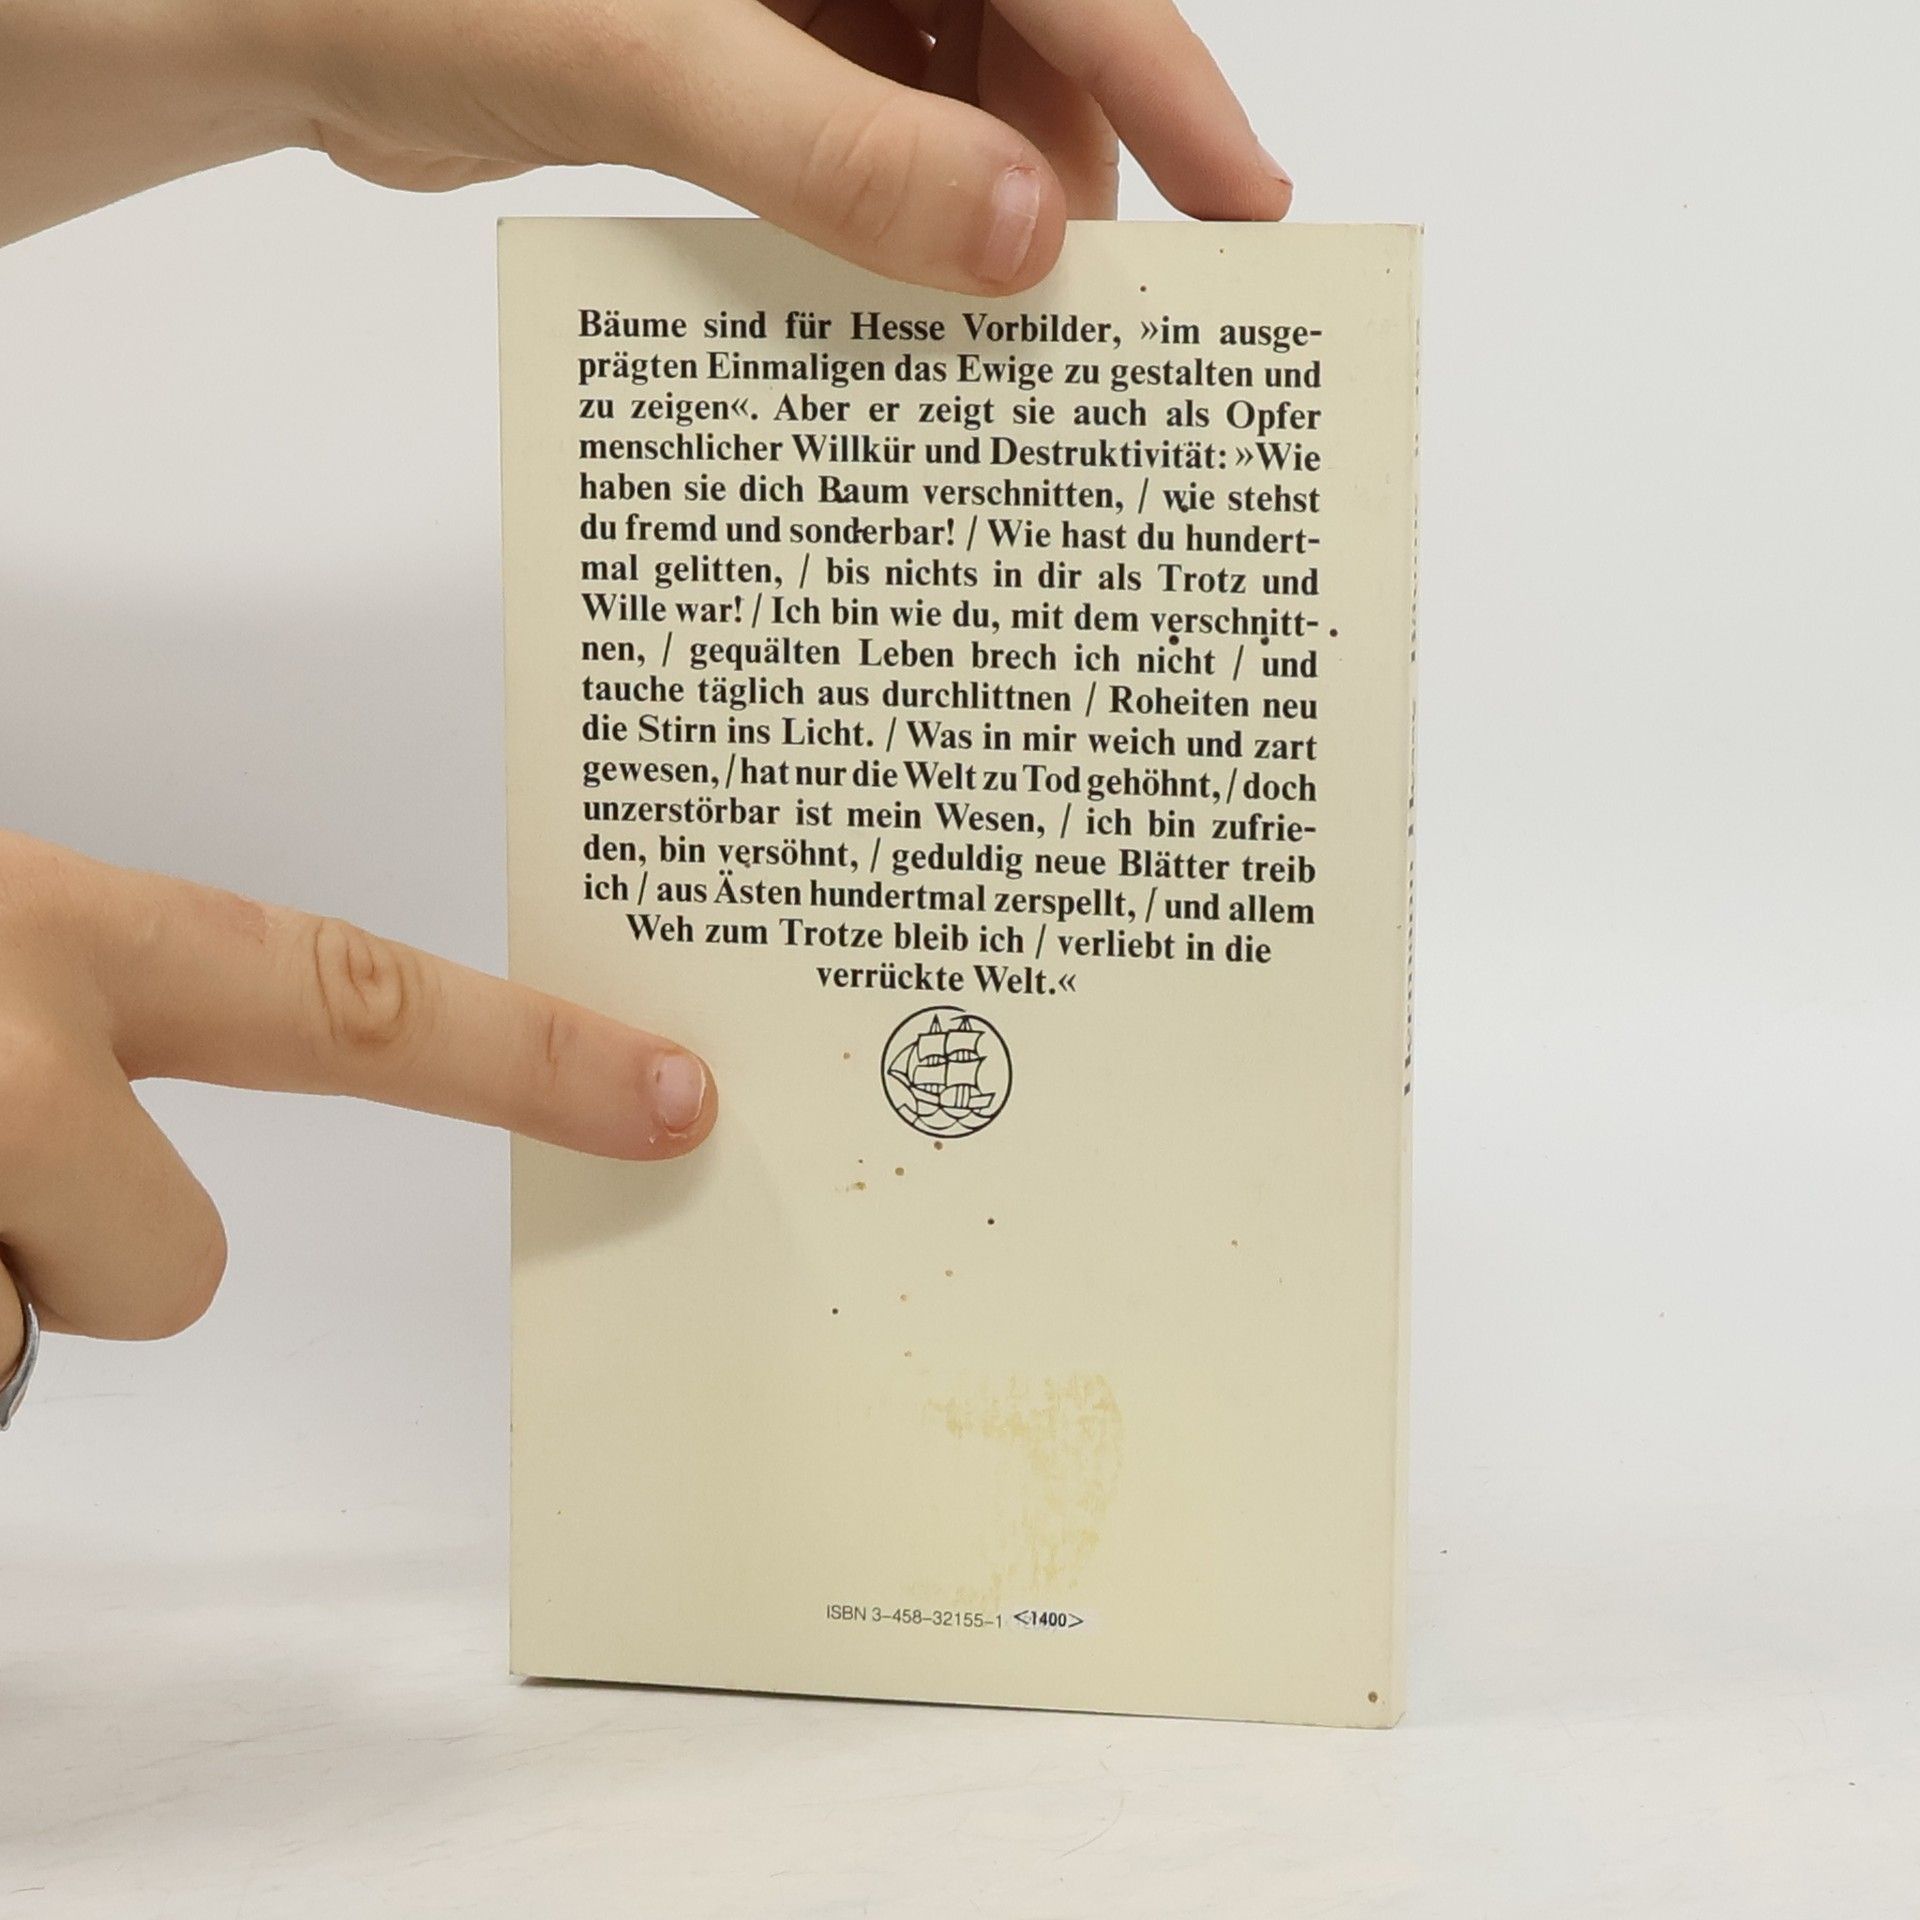 Bäume sind für Hesse Vorbilder, »im ausge-
prägten Einmaligen das Ewige zu gestalten und
zu zeigen«. Aber er zeigt sie auch als Opfer
menschlicher Willkür und Destruktivität: »Wie
haben sie dich Baum verschnitten, / wie stehst
du fremd und sonderbar! / Wie hast du hundert-
mal gelitten, / bis nichts in dir als Trotz und
Wille war! / Ich bin wie du, mit dem verschnitt-
nen, / gequälten Leben brech ich nicht / und
tauche täglich aus durchlittnen / Roheiten neu
die Stirn ins Licht. / Was in mir weich und zart
gewesen, / hat nur die Welt zu Tod gehöhnt, / doch
unzerstörbar ist mein Wesen, / ich bin zufrie-
den, bin versöhnt, / geduldig neue Blätter treib
ich / aus Ästen hundertmal zerspellt, / und allem
Weh zum Trotze bleib ich / verliebt in die
verrückte Welt.«
ISBN 3-458-32155-1 <1400>